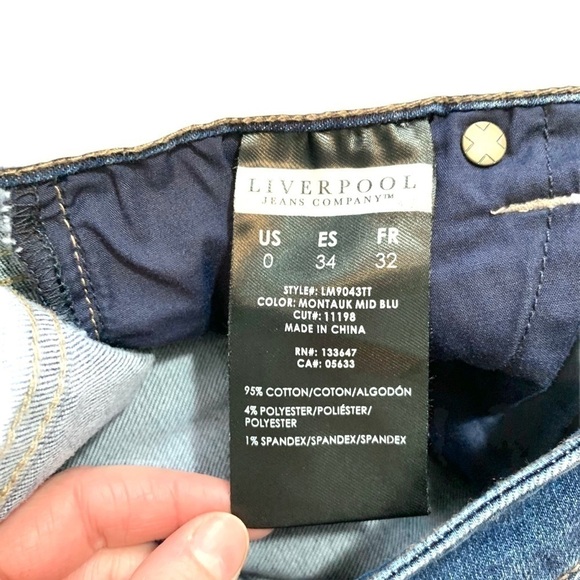 LIVERPOOL
JEANS COMPANY™
US ES FR
0 34 32
STYLE#: LM9043TT
COLOR: MONTAUK MID BLU
CUT#: 11198
MADE IN CHINA
RN#: 133647
CA#: 05633
95% COTTON/COTON/ALGODÓN
4% POLYESTER/POLIÉSTER/
POLYESTER
1% SPANDEX/SPANDEX/SPANDEX